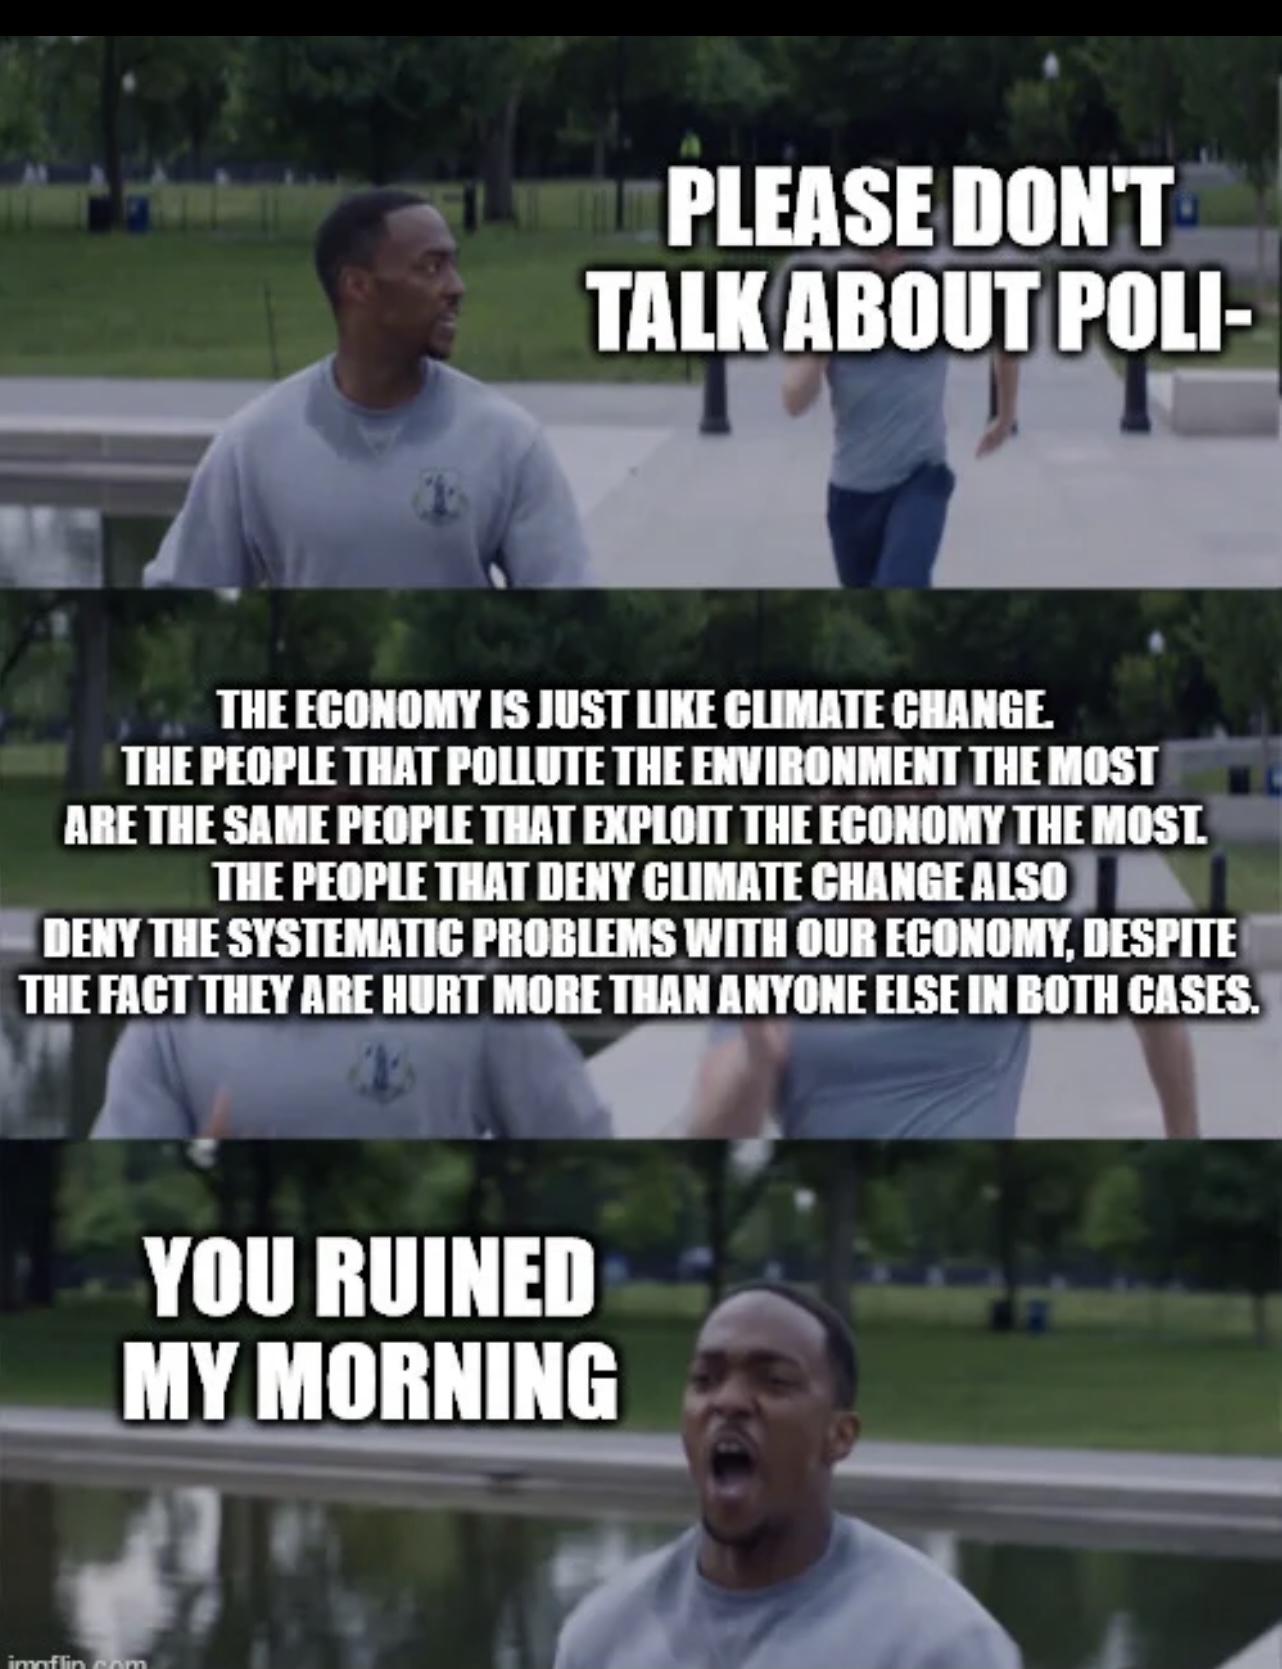 PLEASE DON'T
TALK ABOUT POLI-
THE ECONOMY IS JUST LIKE CLIMATE CHANGE.
THE PEOPLE THAT POLLUTE THE ENVIRONMENT THE MOST
ARE THE SAME PEOPLE THAT EXPLOIT THE ECONOMY THE MOST.
THE PEOPLE THAT DENY CLIMATE CHANGE ALSO
DENY THE SYSTEMATIC PROBLEMS WITH OUR ECONOMY, DESPITE
THE FACT THEY ARE HURT MORE THAN ANYONE ELSE IN BOTH CASES.
YOU RUINED
MY MORNING
imgflip.com